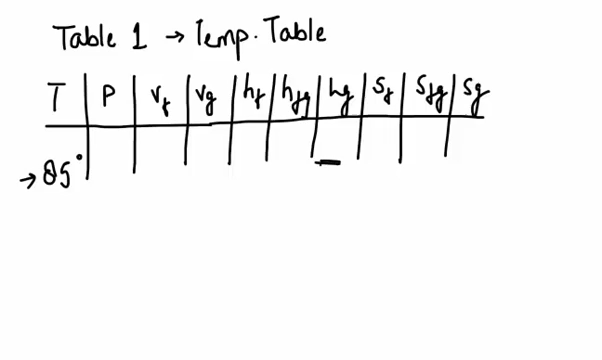 Table 1 → Temp. Table
T | P | vf | vg | hf | hfg | hg | Sf | Sfg | Sg
→ 85°